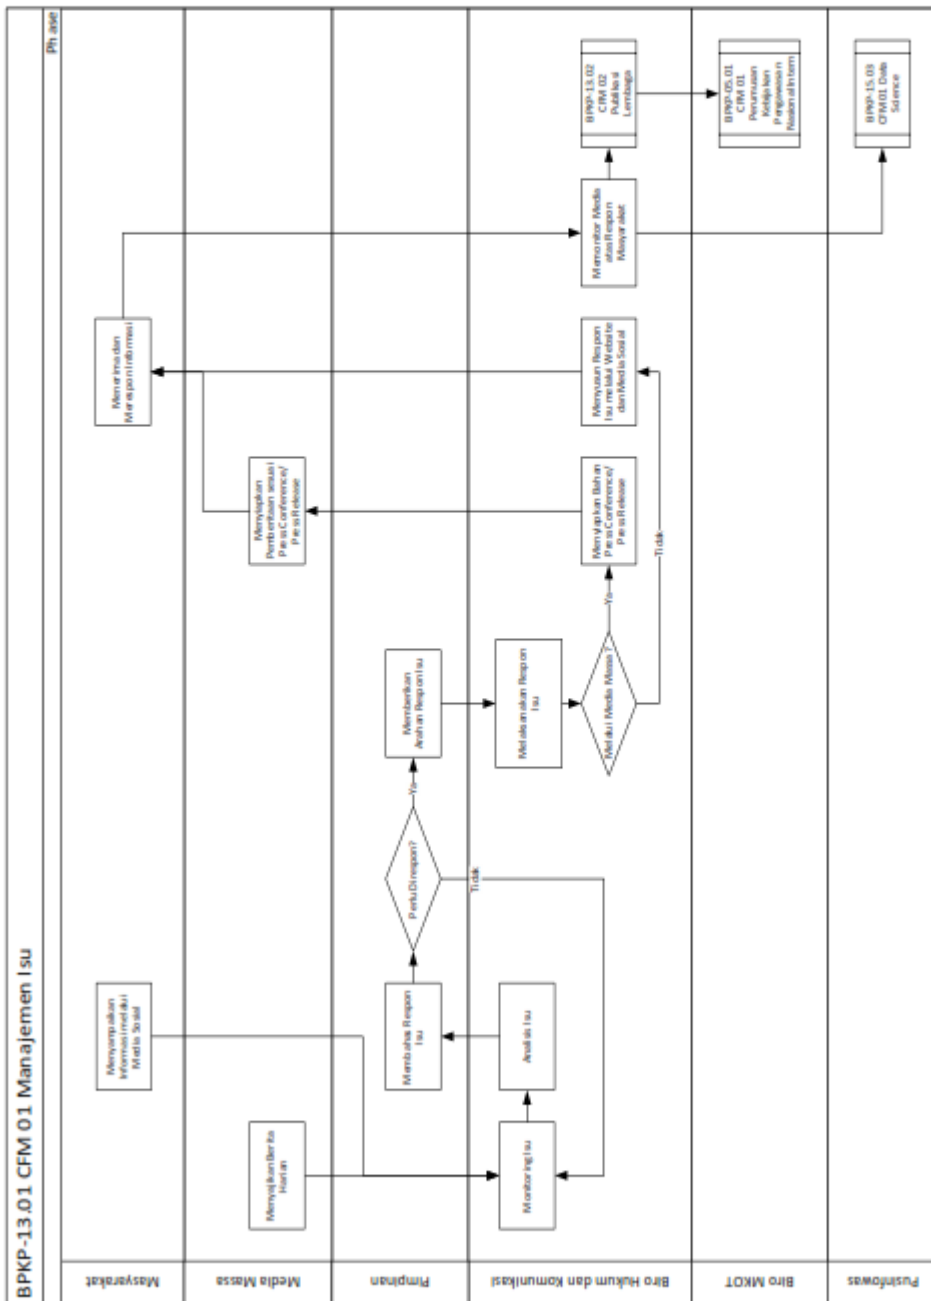 BPKP-13.01 CFM 01 Manajemen Isu
Phase
Masyarakat
Menyampaikan
Informasi melalui
Media Sosial
Menerima dan
Merespon Informasi
Media Massa
Menyajikan Berita
Harian
Menyiapkan
Pemberitaan sesuai
Press Conference/
Press Release
Pimpinan
Membahas Respon
Isu
Perlu Direspon?
Ya
Tidak
Memberikan
Arahan Respon Isu
Biro Hukum dan Komunikasi
Monitoring Isu
Analisis Isu
Melaksanakan Respon
Isu
Melalui Media Massa?
Ya
Tidak
Menyiapkan Bahan
Press Conference/
Press Release
Menyusun Respon
Isu melalui Website
dan Media Sosial
Memonitor Media
atas Respon
Masyarakat
BPKP-13.02
CFM 02
Publikasi
Lembaga
Biro MKOT
BPKP-05.01
CFM 01
Perumusan
Kebijakan
Pengawasan
Nasional Intern
Pusinfowas
BPKP-15.03
CFM 01 Data
Science